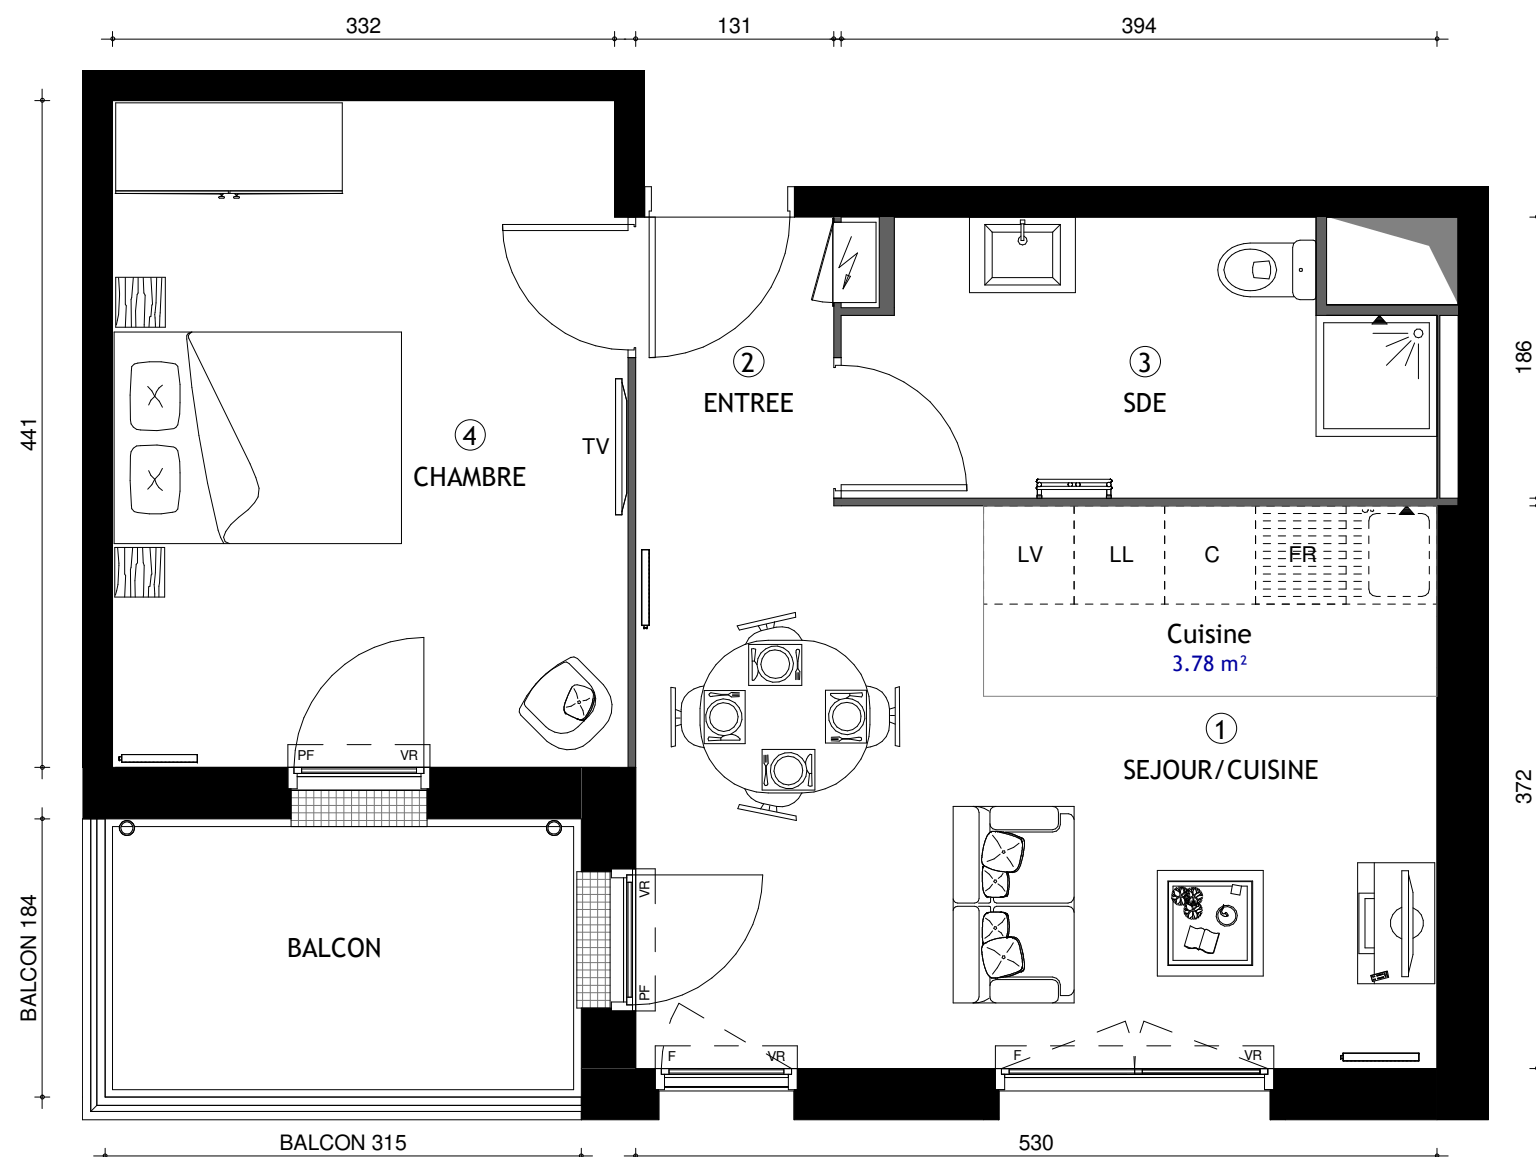 332
131
394
441
186
372
②
ENTREE
③
SDE
④
CHAMBRE
TV
LV
LL
C
FR
Cuisine
3.78 m²
①
SEJOUR/CUISINE
PF
VR
VR
PF
BALCON
BALCON 184
F
VR
F
VR
BALCON 315
530